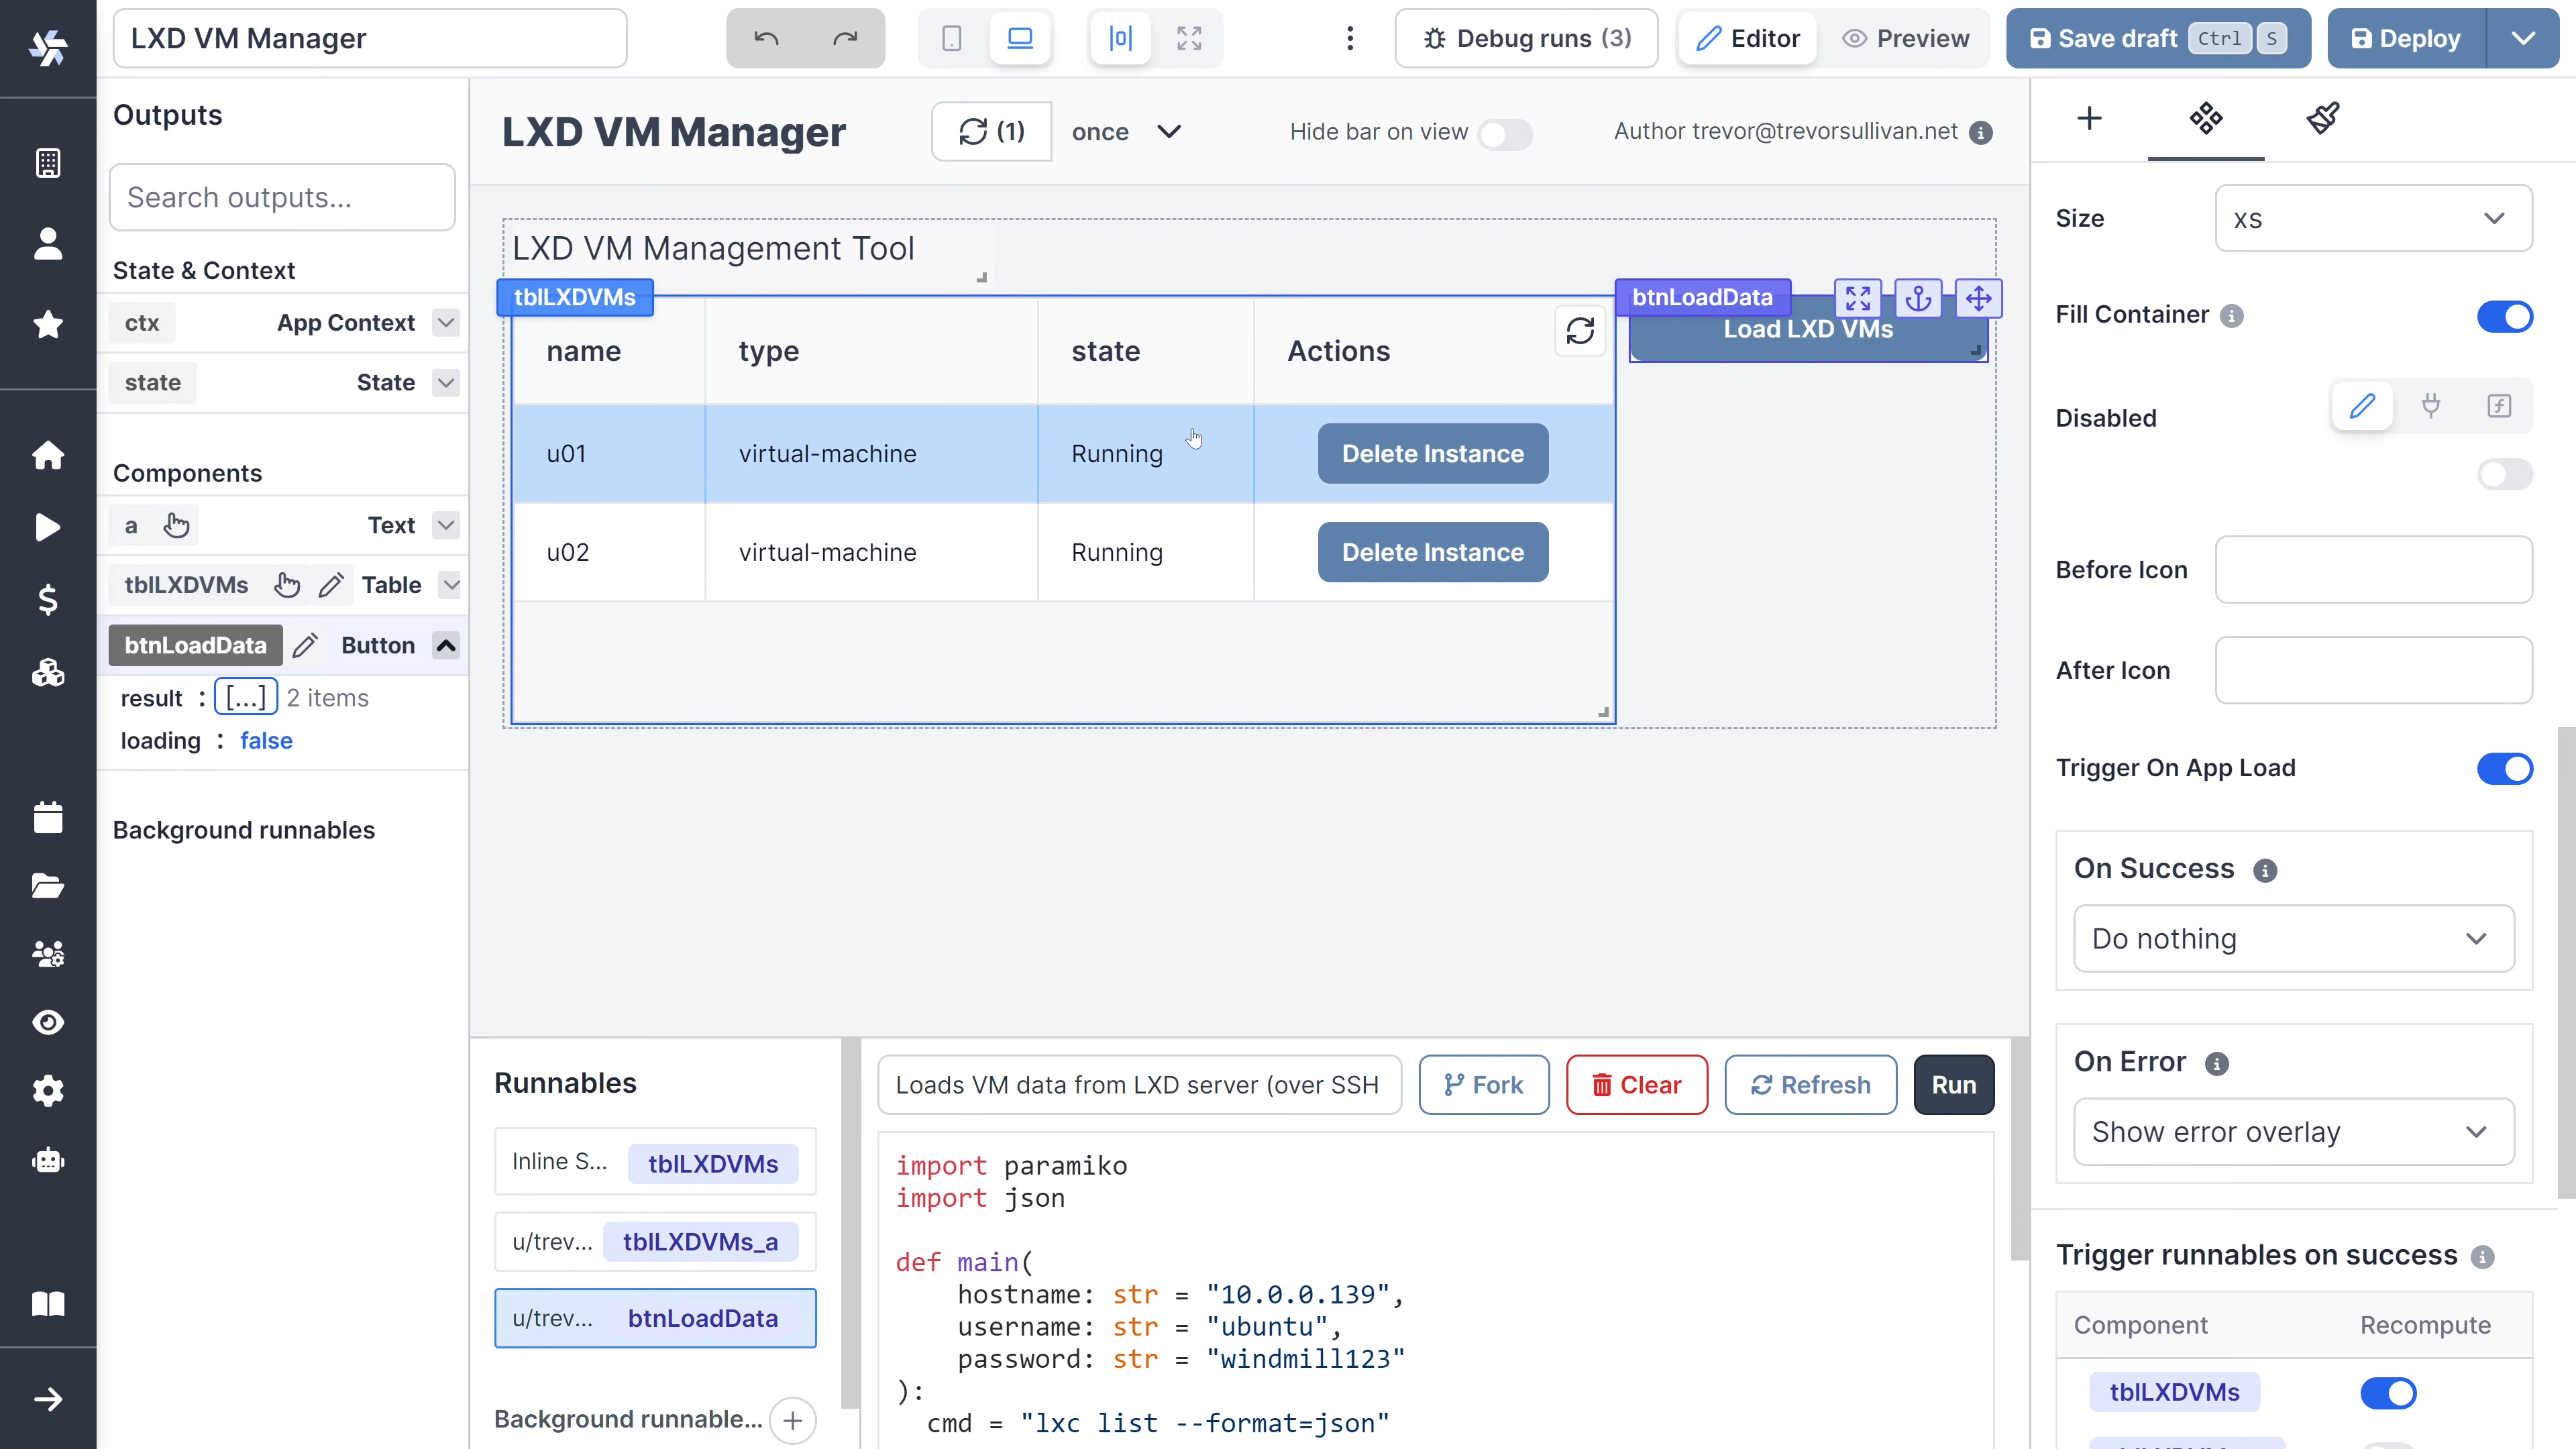 LXD VM Manager
Debug runs (3)
Editor
Preview
Save draft Ctrl S
Deploy
Outputs
Search outputs...
State & Context
ctx App Context
state State
Components
a Text
tblLXDVMs Table
btnLoadData Button
result : [...] 2 items
loading : false
Background runnables
LXD VM Manager
(1)
once
Hide bar on view
Author trevor@trevorsullivan.net
LXD VM Management Tool
tblLXDVMs
btnLoadData
Load LXD VMs
name type state Actions
u01 virtual-machine Running Delete Instance
u02 virtual-machine Running Delete Instance
Runnables
Inline S... tblLXDVMs
u/trev... tblLXDVMs_a
u/trev... btnLoadData
Background runnable...
Loads VM data from LXD server (over SSH
Fork
Clear
Refresh
Run
import paramiko
import json
def main(
hostname: str = "10.0.0.139",
username: str = "ubuntu",
password: str = "windmill123"
):
cmd = "lxc list --format=json"
Size xs
Fill Container
Disabled
Before Icon
After Icon
Trigger On App Load
On Success
Do nothing
On Error
Show error overlay
Trigger runnables on success
Component Recompute
tblLXDVMs